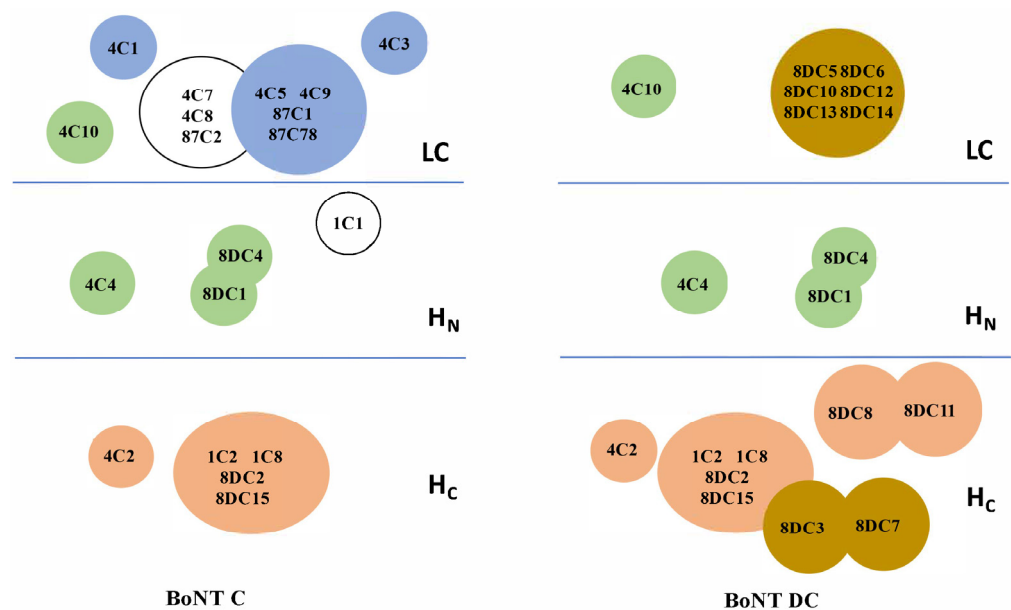 4C1
4C3
4C7
4C8
87C2
4C5 4C9
87C1
87C78
4C10
LC
1C1
4C4
8DC4
8DC1
HN
4C2
1C2 1C8
8DC2
8DC15
HC
BoNT C
4C10
8DC5 8DC6
8DC10 8DC12
8DC13 8DC14
LC
4C4
8DC4
8DC1
HN
8DC8
8DC11
4C2
1C2 1C8
8DC2
8DC15
8DC3
8DC7
HC
BoNT DC